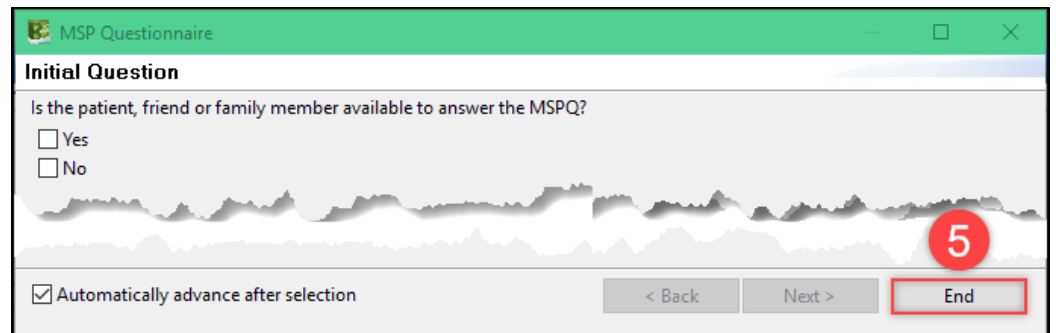 MSP Questionnaire
Initial Question
Is the patient, friend or family member available to answer the MSPQ?
Yes
No
5
Automatically advance after selection
< Back Next > End